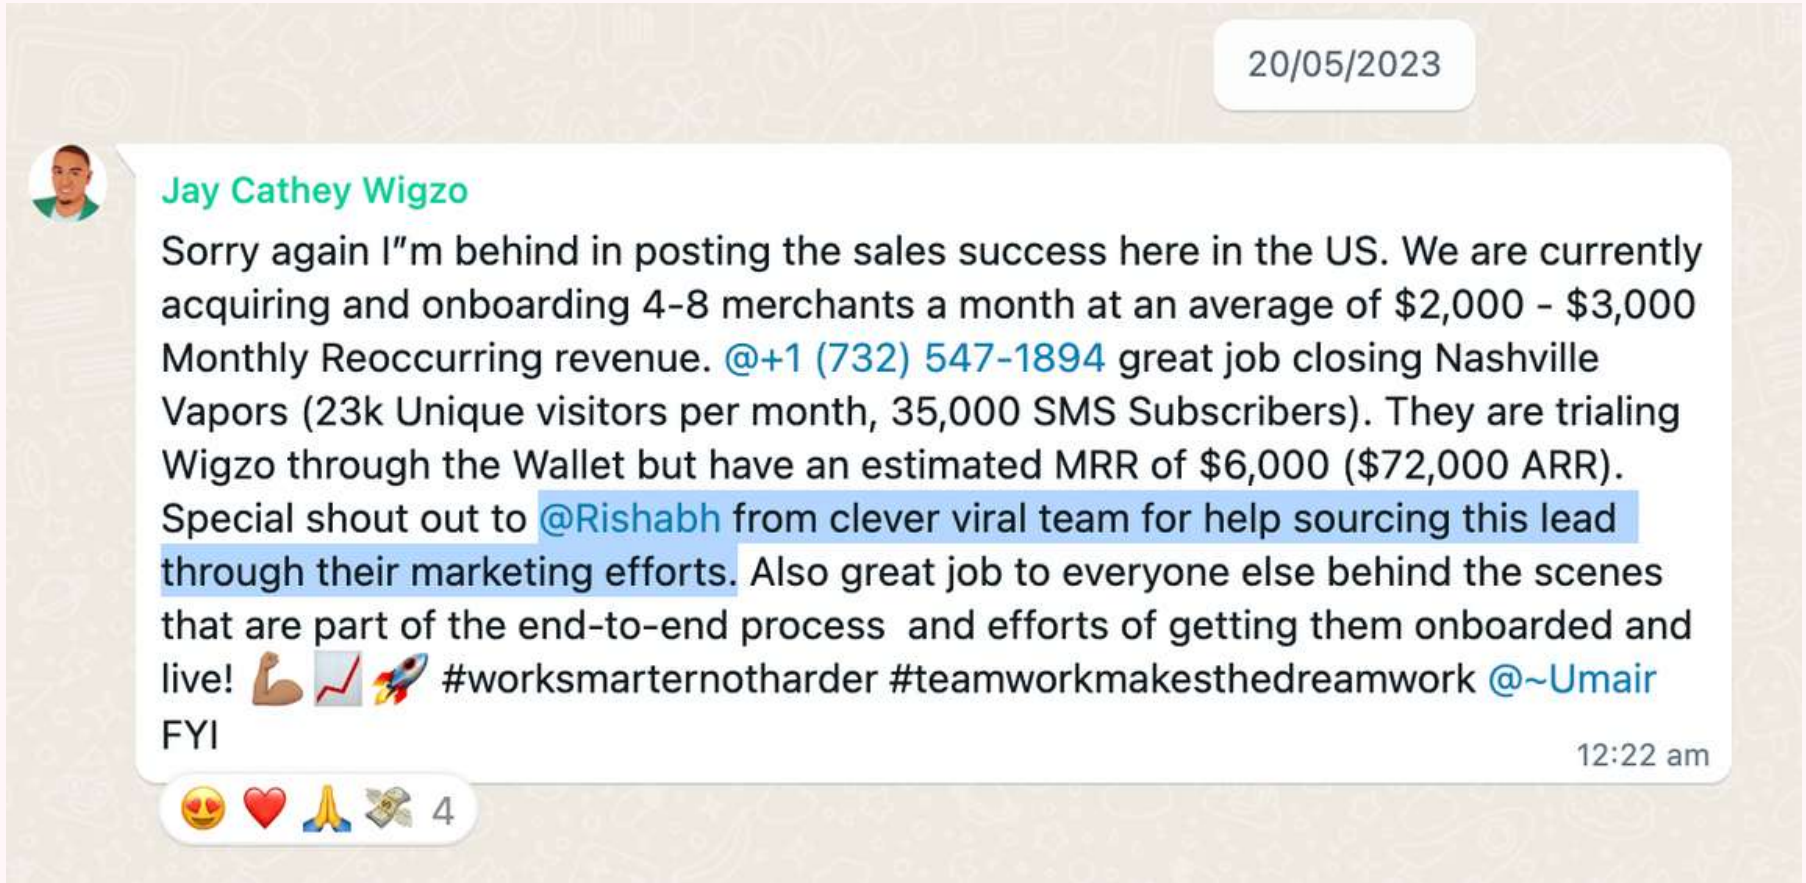 20/05/2023
Jay Cathey Wigzo
Sorry again I"m behind in posting the sales success here in the US. We are currently
acquiring and onboarding 4-8 merchants a month at an average of $2,000 - $3,000
Monthly Reoccurring revenue. @+1 (732) 547-1894 great job closing Nashville
Vapors (23k Unique visitors per month, 35,000 SMS Subscribers). They are trialing
Wigzo through the Wallet but have an estimated MRR of $6,000 ($72,000 ARR).
Special shout out to @Rishabh from clever viral team for help sourcing this lead
through their marketing efforts. Also great job to everyone else behind the scenes
that are part of the end-to-end process  and efforts of getting them onboarded and
live! 💪🏽📈🚀 #worksmarternotharder #teamworkmakesthedreamwork @~Umair
FYI
12:22 am
😍❤️🙏💸 4